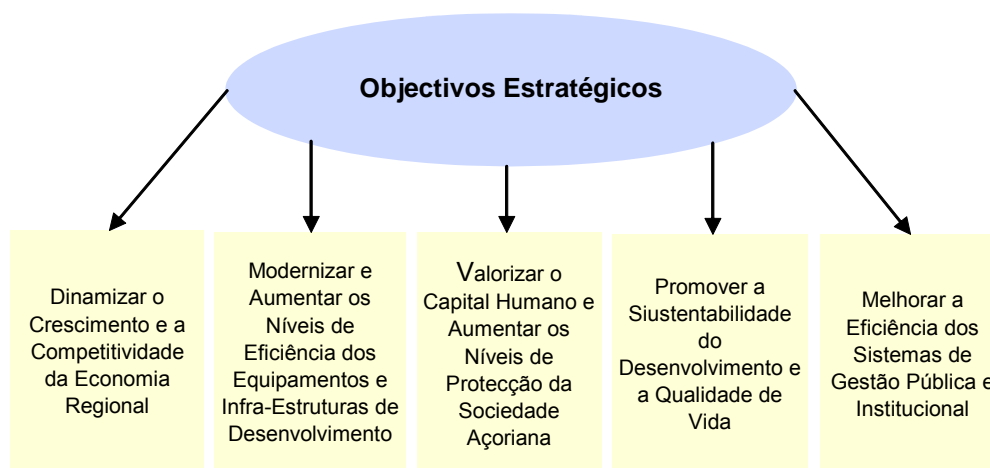 Objectivos Estratégicos
Dinamizar o
Crescimento e a
Competitividade
da Economia
Regional
Modernizar e
Aumentar os
Níveis de
Eficiência dos
Equipamentos e
Infra-Estruturas de
Desenvolvimento
Valorizar o
Capital Humano e
Aumentar os
Níveis de
Protecção da
Sociedade
Açoriana
Promover a
Siustentabilidade
do
Desenvolvimento e
a Qualidade de
Vida
Melhorar a
Eficiência dos
Sistemas de
Gestão Pública e
Institucional